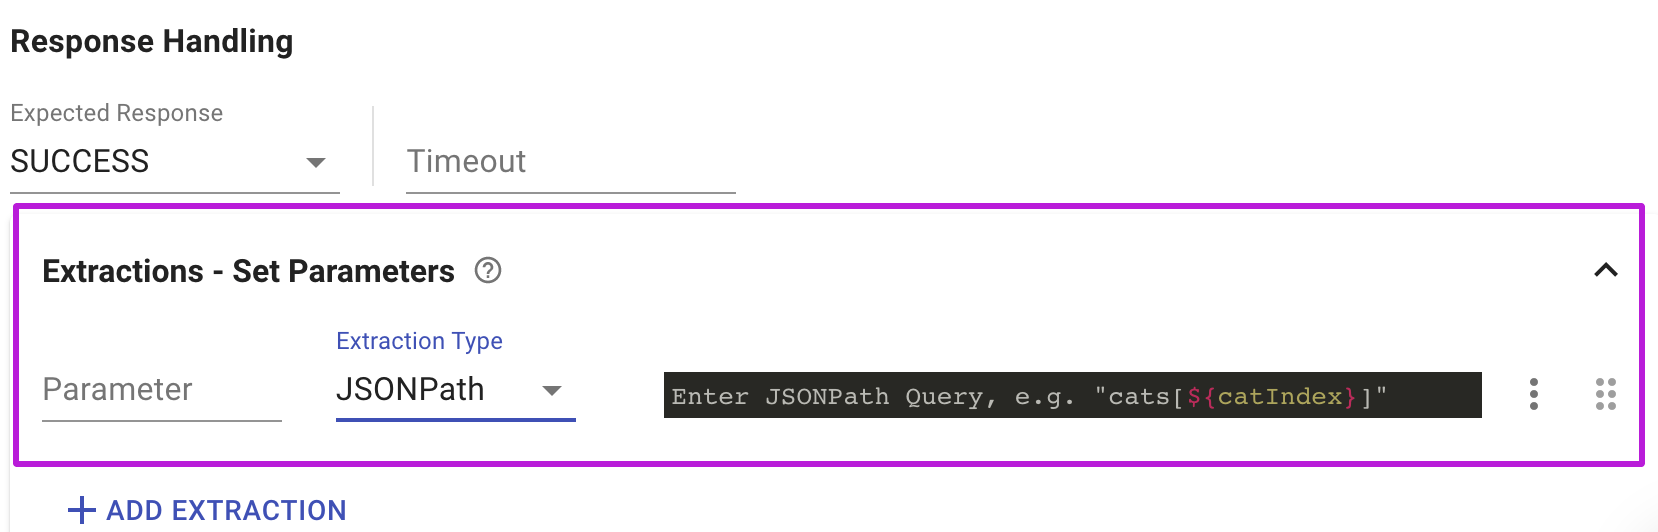 Response Handling
Expected Response
SUCCESS
Timeout
Extractions - Set Parameters ?
Extraction Type
Parameter
JSONPath
Enter JSONPath Query, e.g. "cats[${catIndex}]"
+ ADD EXTRACTION